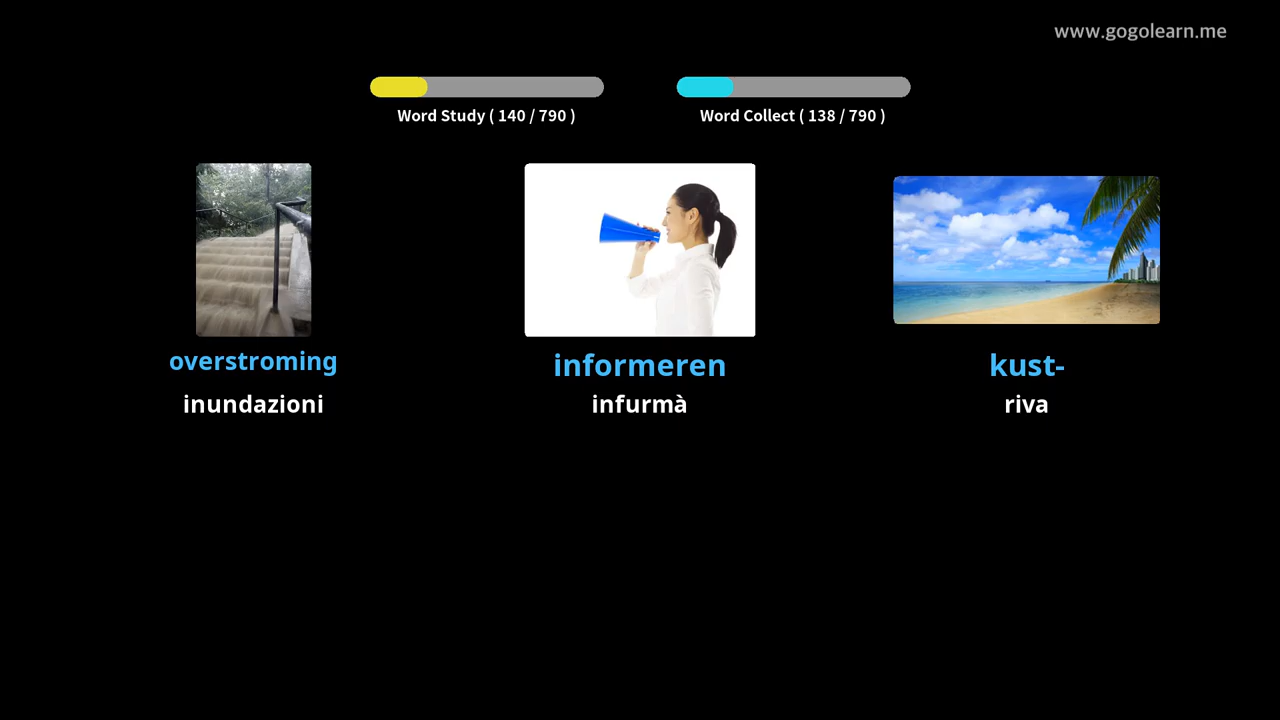 www.gogolearn.me
Word Study ( 140 / 790 )
Word Collect ( 138 / 790 )
overstroming
inundazioni
informeren
infurmà
kust-
riva